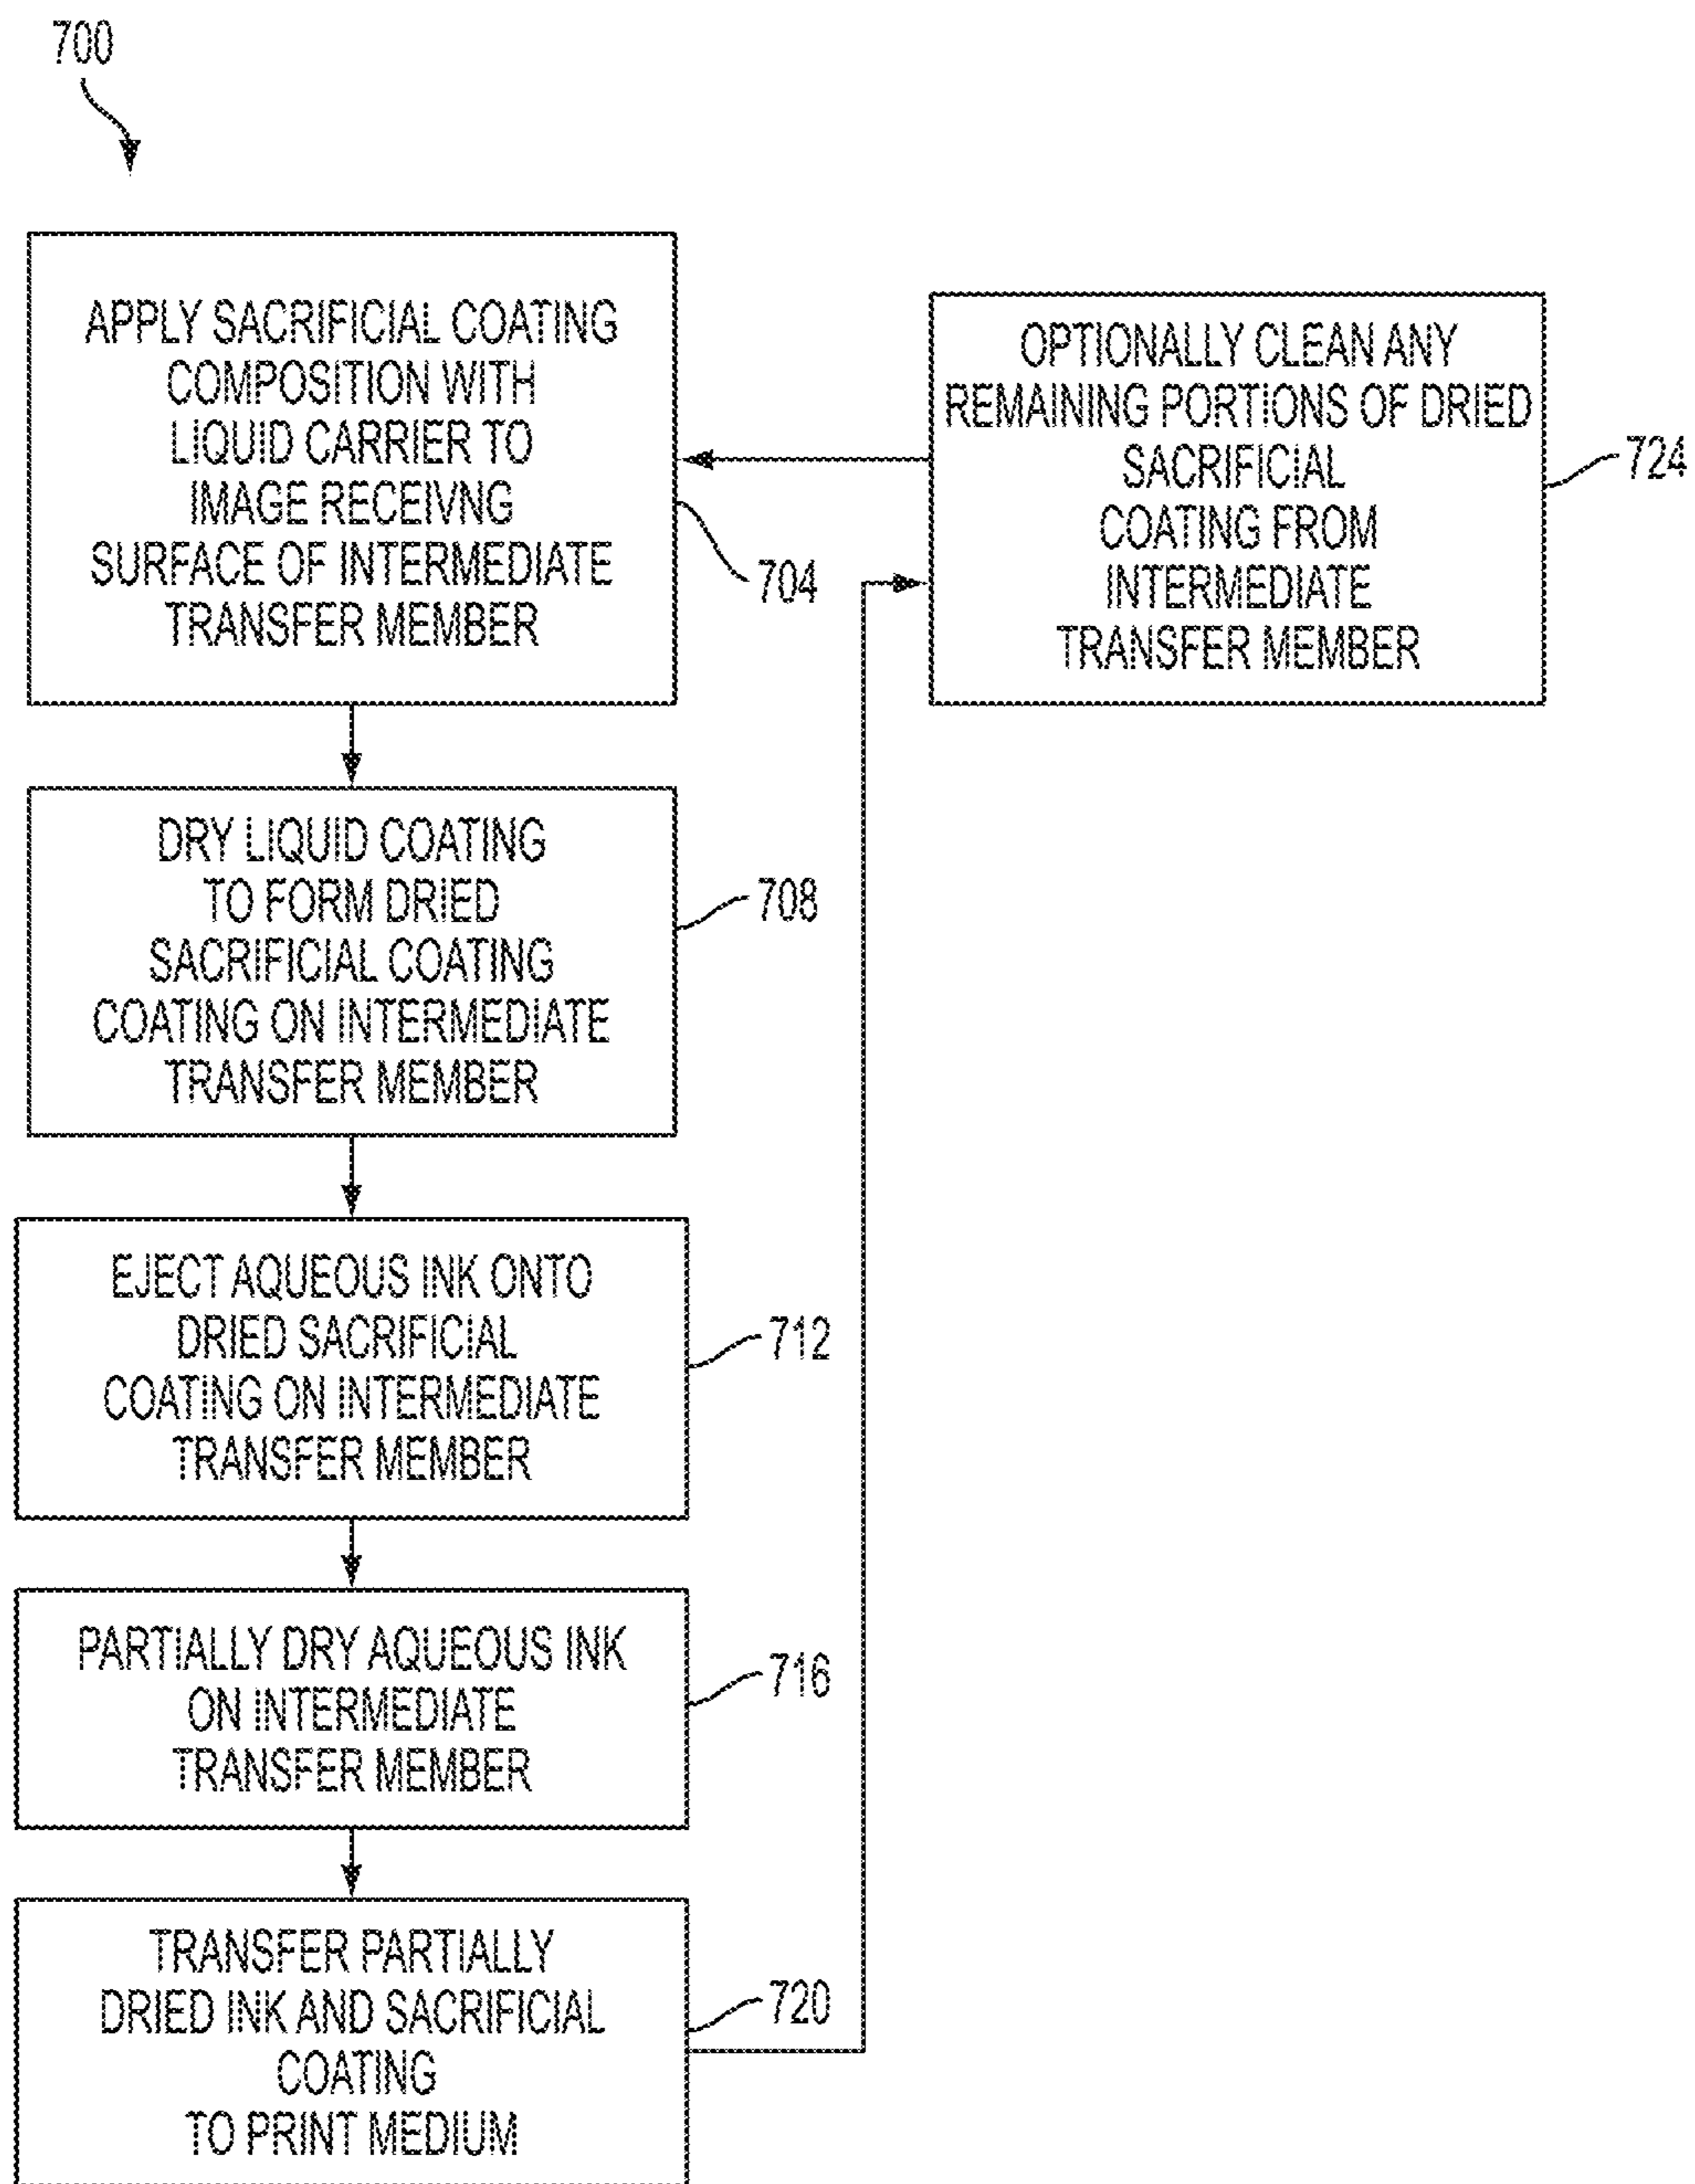 700
APPLY SACRIFICIAL COATING
COMPOSITION WITH
LIQUID CARRIER TO
IMAGE RECEIVNG
SURFACE OF INTERMEDIATE
TRANSFER MEMBER
704
OPTIONALLY CLEAN ANY
REMAINING PORTIONS OF DRIED
SACRIFICIAL
COATING FROM
INTERMEDIATE
TRANSFER MEMBER
724
DRY LIQUID COATING
TO FORM DRIED
SACRIFICIAL COATING
COATING ON INTERMEDIATE
TRANSFER MEMBER
708
EJECT AQUEOUS INK ONTO
DRIED SACRIFICIAL
COATING ON INTERMEDIATE
TRANSFER MEMBER
712
PARTIALLY DRY AQUEOUS INK
ON INTERMEDIATE
TRANSFER MEMBER
716
TRANSFER PARTIALLY
DRIED INK AND SACRIFICIAL
COATING
TO PRINT MEDIUM
720